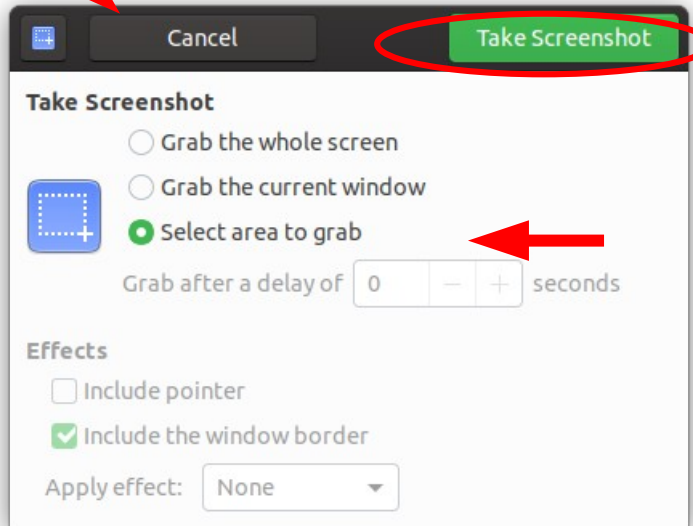 Cancel Take Screenshot
Take Screenshot
Grab the whole screen
Grab the current window
Select area to grab
Grab after a delay of 0 − + seconds
Effects
Include pointer
Include the window border
Apply effect: None